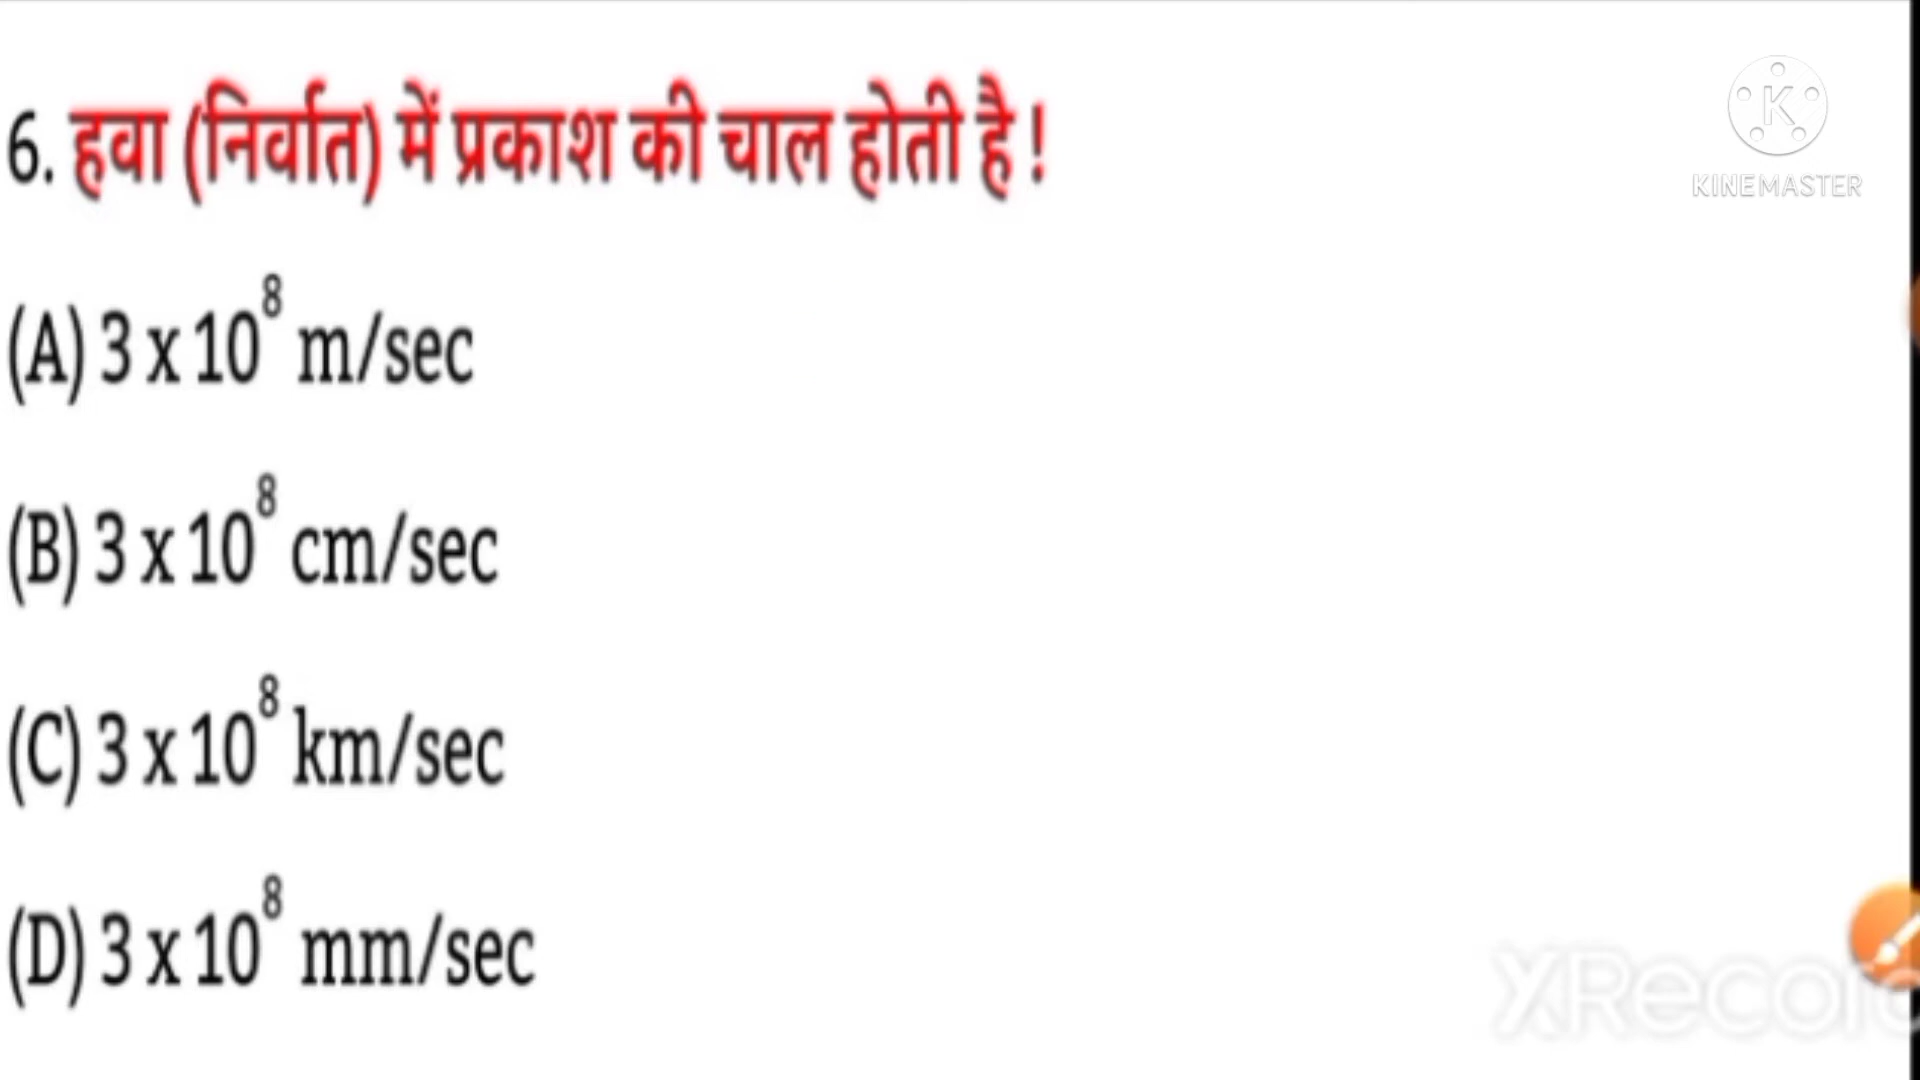 6. हवा (निर्वात) में प्रकाश की चाल होती है !
KINEMASTER
(A) 3 x 10⁸ m/sec
(B) 3 x 10⁸ cm/sec
(C) 3 x 10⁸ km/sec
(D) 3 x 10⁸ mm/sec